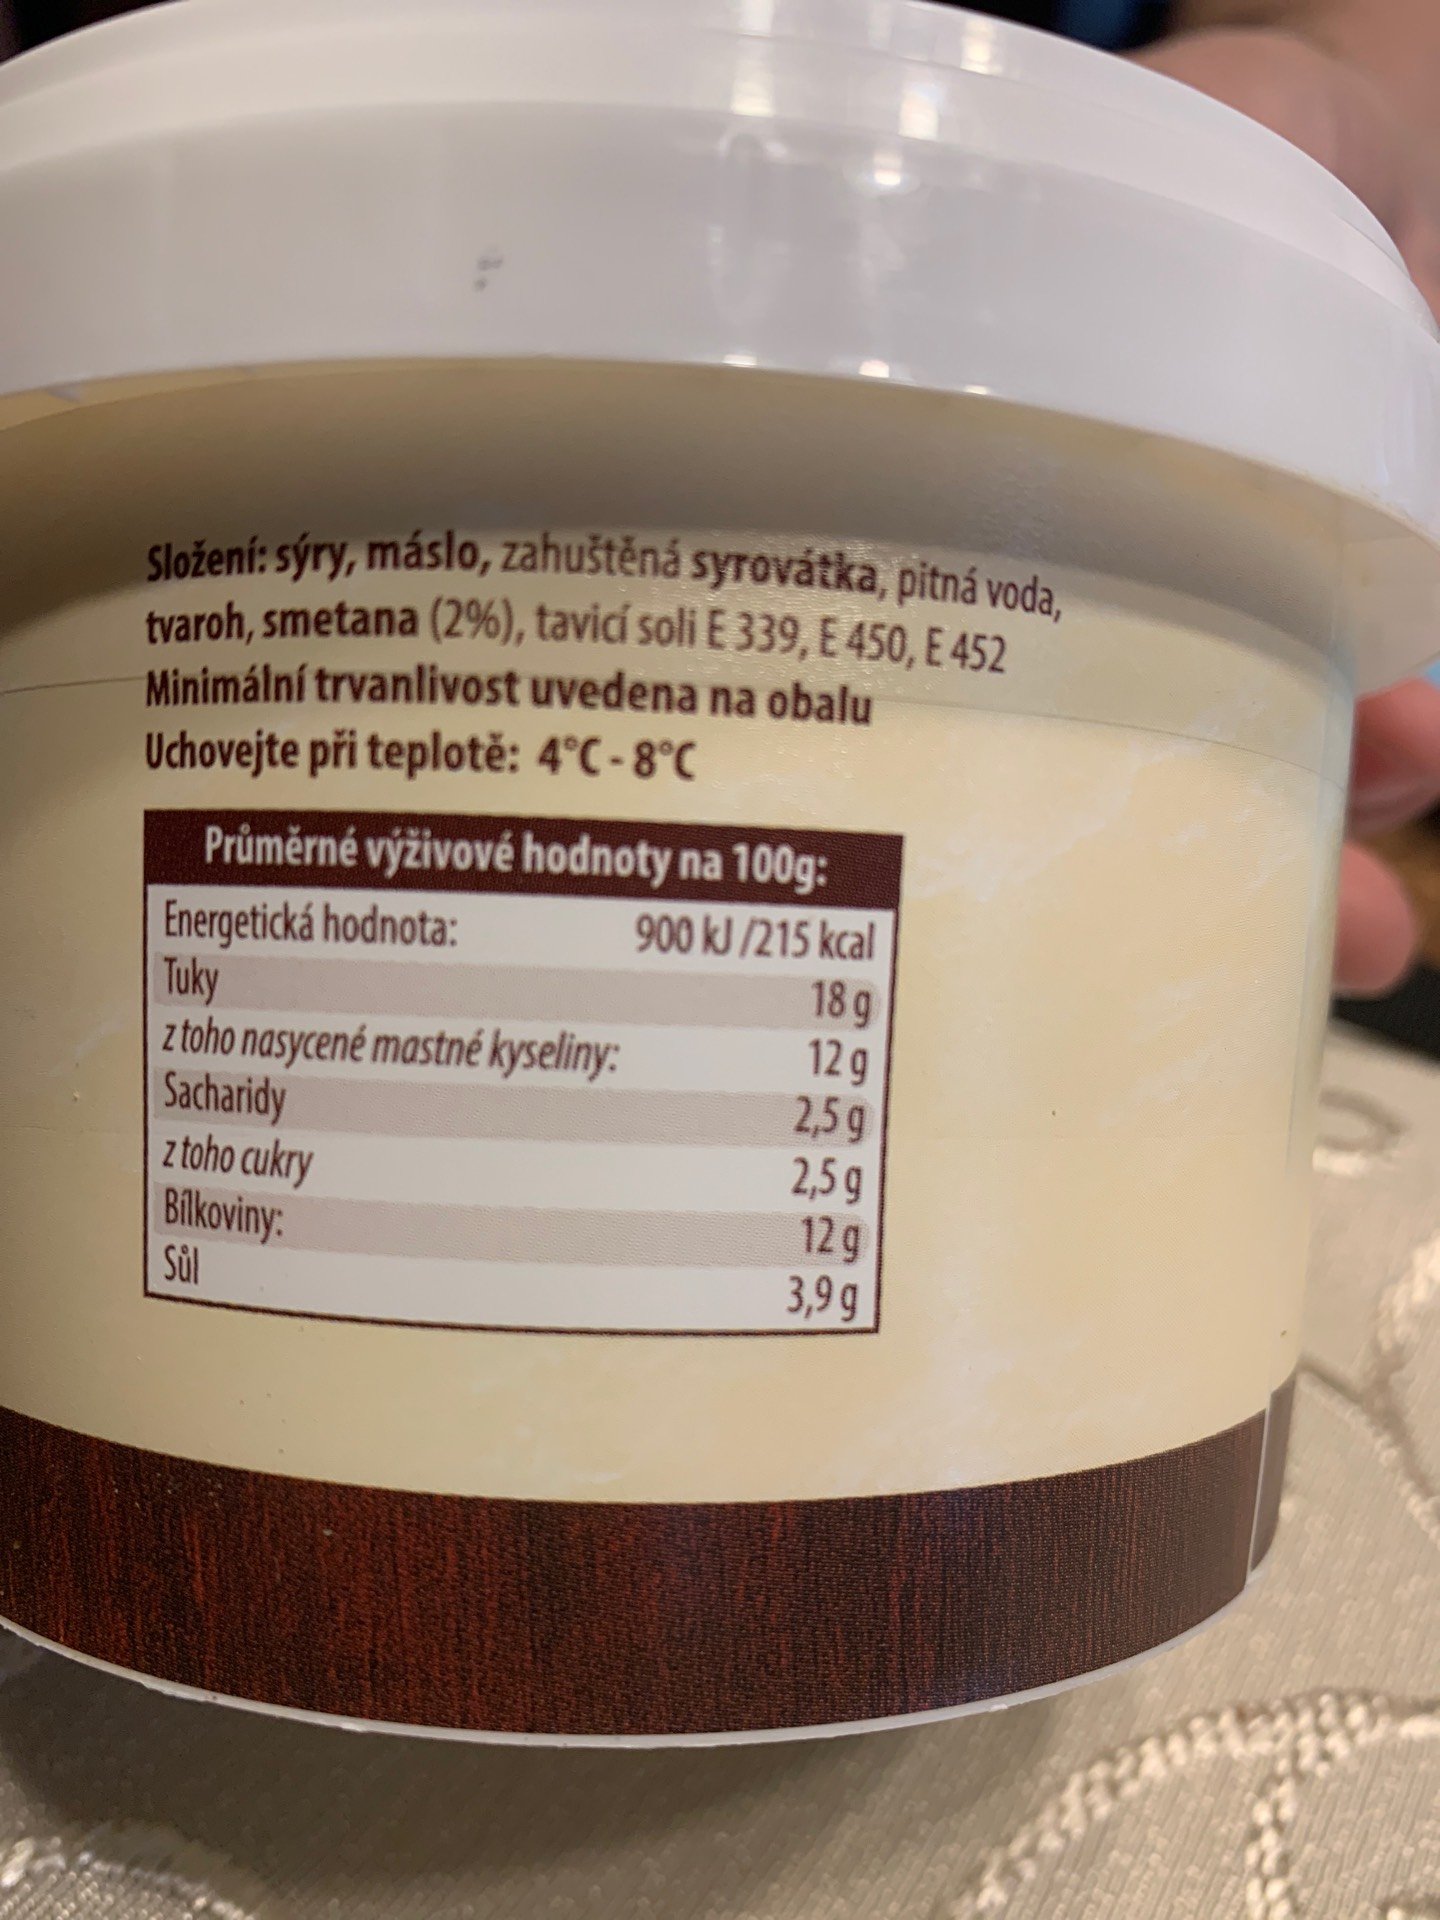 Složení: sýry, máslo, zahuštěná syrovátka, pitná voda,
tvaroh, smetana (2%), tavicí soli E 339, E 450, E 452
Minimální trvanlivost uvedena na obalu
Uchovejte při teplotě: 4°C - 8°C
Průměrné výživové hodnoty na 100g:
Energetická hodnota: 900 kJ /215 kcal
Tuky 18 g
z toho nasycené mastné kyseliny: 12 g
Sacharidy 2,5 g
z toho cukry 2,5 g
Bílkoviny: 12 g
Sůl 3,9 g